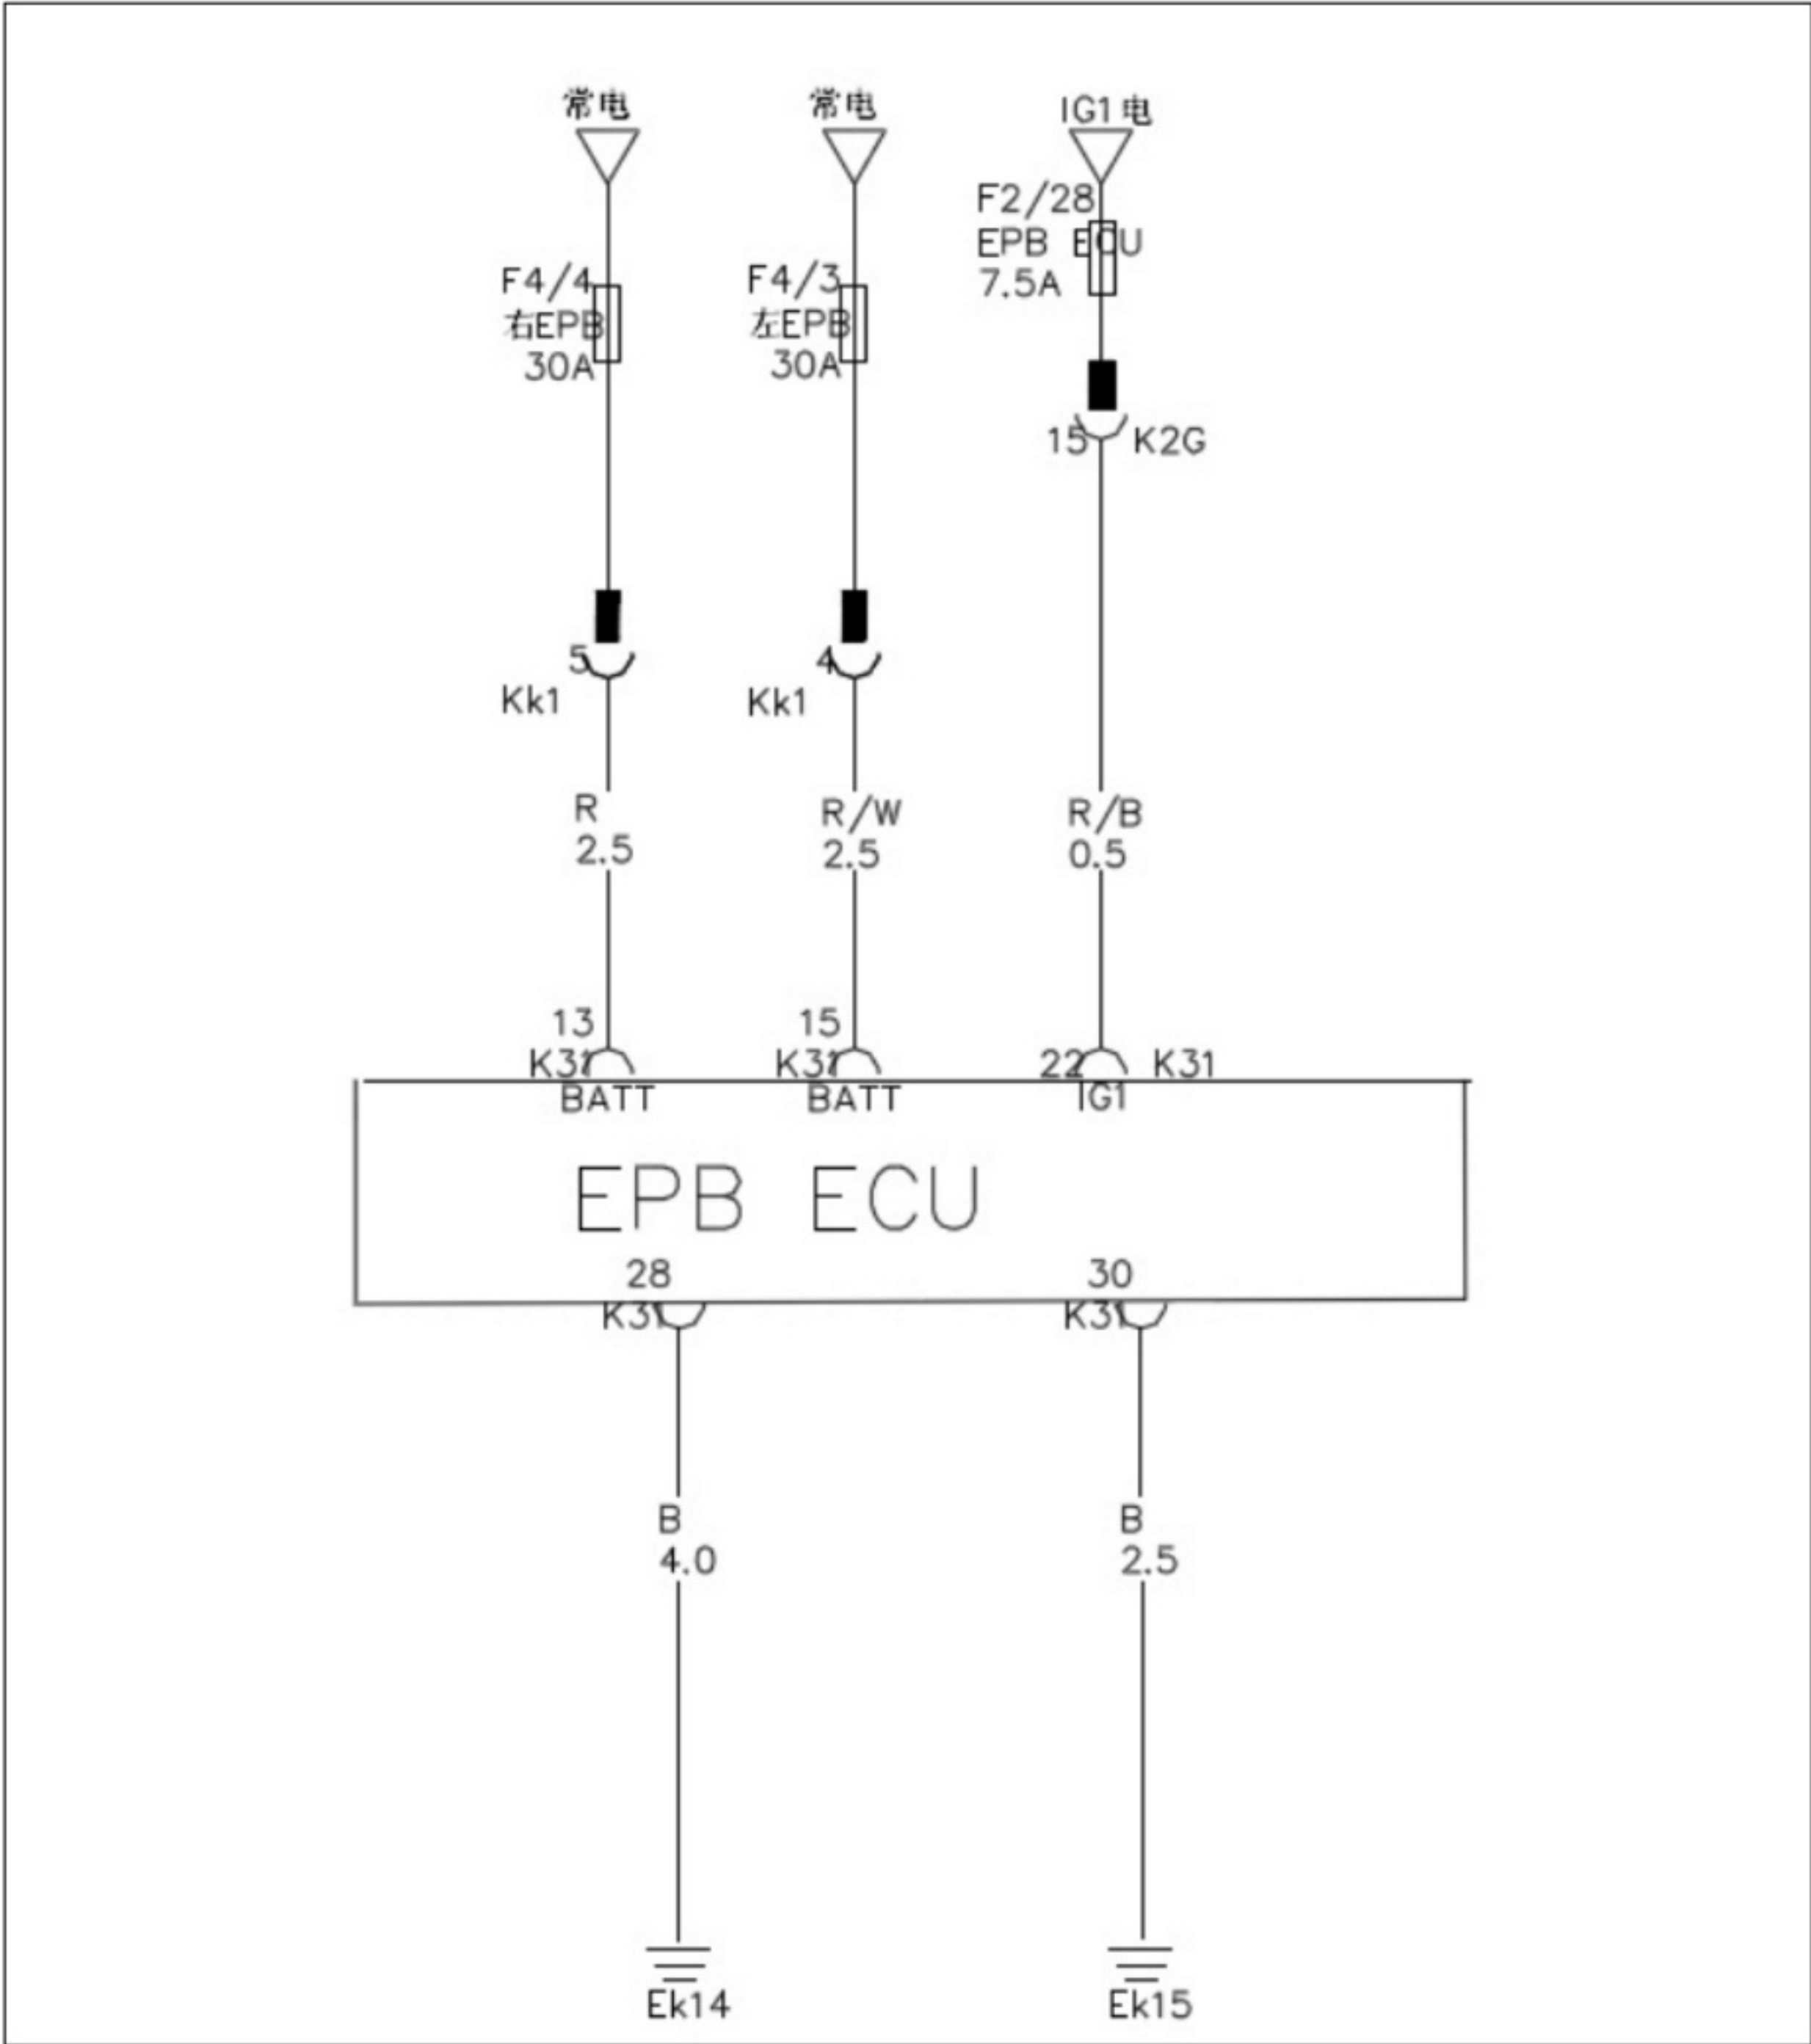 常电
常电
IG1电
F4/4
右EPB
30A
F4/3
左EPB
30A
F2/28
EPB ECU
7.5A
15
K2G
5
Kk1
4
Kk1
R
2.5
R/W
2.5
R/B
0.5
13
K31
BATT
15
K31
BATT
22
K31
IG1
EPB ECU
28
K31
30
K31
B
4.0
B
2.5
Ek14
Ek15